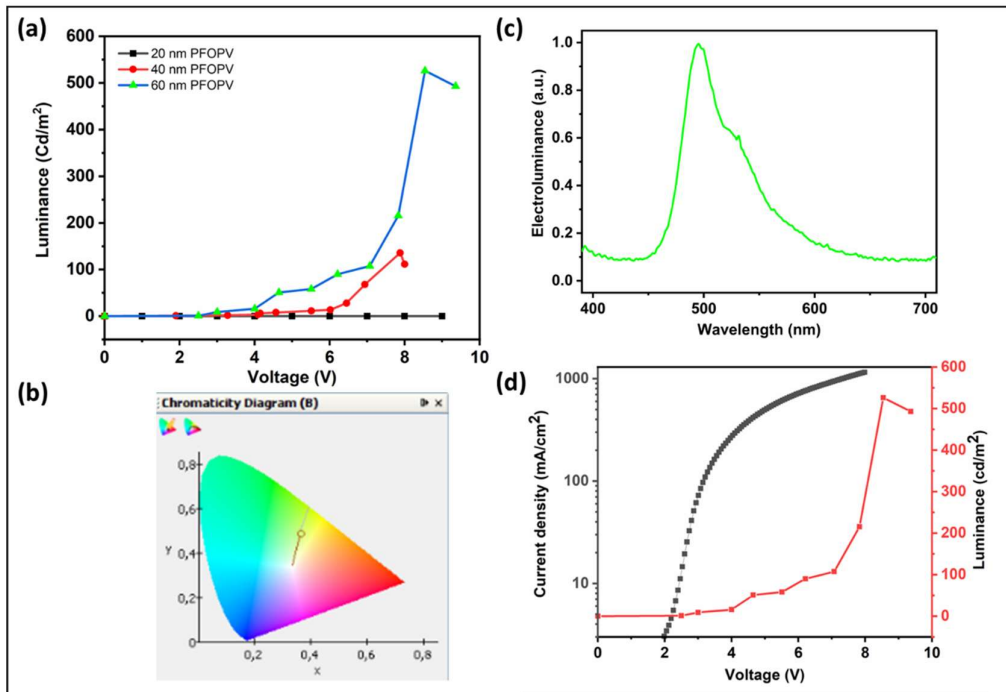 (a)
Luminance (Cd/m²)
600
500
400
300
200
100
0
20 nm PFOPV
40 nm PFOPV
60 nm PFOPV
0 2 4 6 8 10
Voltage (V)
(c)
Electroluminance (a.u.)
1.0
0.8
0.6
0.4
0.2
0.0
400 500 600 700
Wavelength (nm)
(b)
Chromaticity Diagram (B)
0,8
0,6
Y
0,4
0,2
0
0,2 0,4 0,6 0,8
X
(d)
Current density (mA/cm²)
1000
100
10
600
500
400
300
200
100
0
Luminance (cd/m²)
0 2 4 6 8 10
Voltage (V)